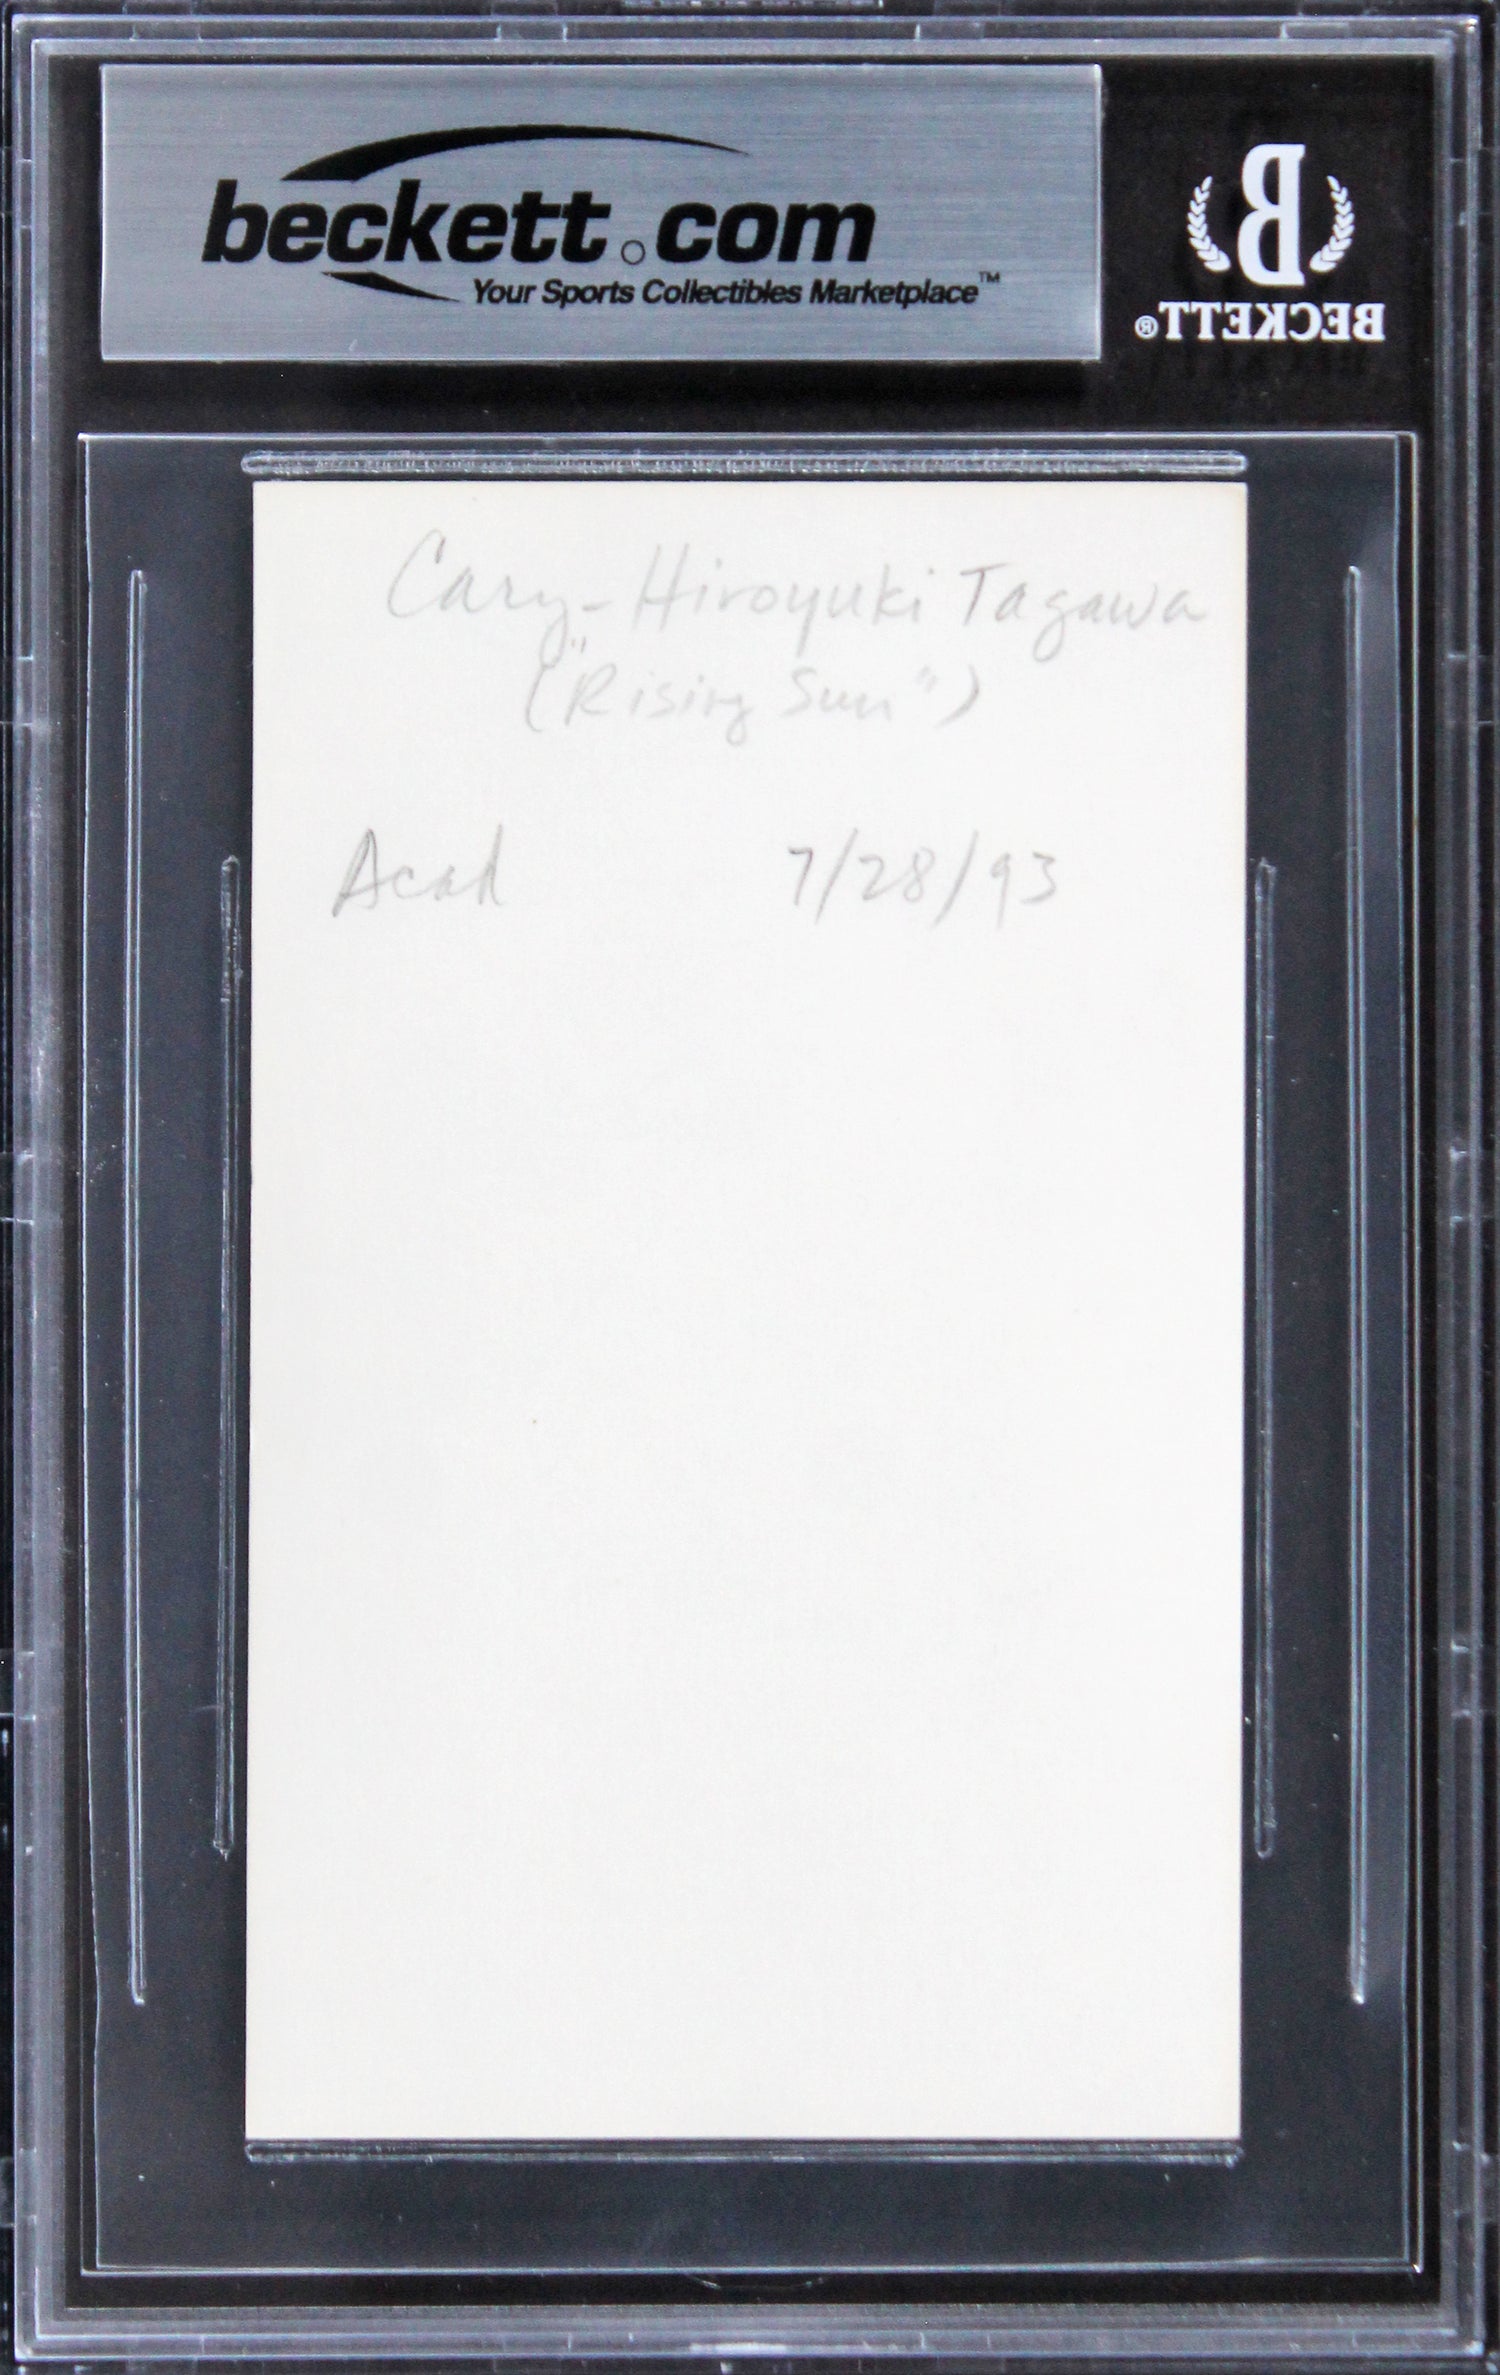 beckett.com
Your Sports Collectibles Marketplace™
B
BECKETT®
Cary-Hiroyuki Tagawa
("Rising Sun")
Acad 7/28/93